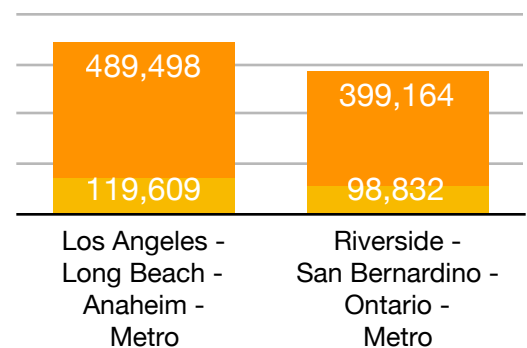 489,498
399,164
119,609
98,832
Los Angeles -
Long Beach -
Anaheim -
Metro
Riverside -
San Bernardino -
Ontario -
Metro